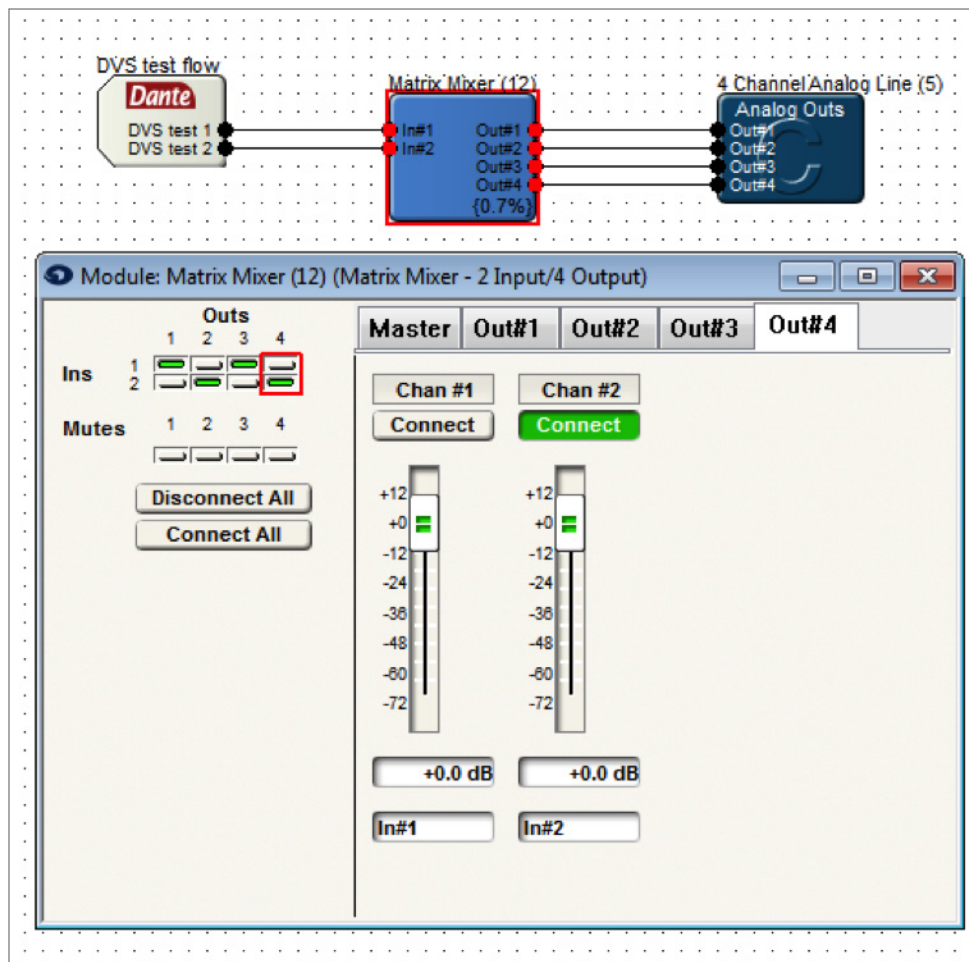 DVS test flow
Dante
DVS test 1
DVS test 2
Matrix Mixer (12)
In#1 Out#1
In#2 Out#2
Out#3
Out#4
{0.7%}
4 Channel Analog Line (5)
Analog Outs
Out#1
Out#2
Out#3
Out#4
Module: Matrix Mixer (12) (Matrix Mixer - 2 Input/4 Output)
Outs
1 2 3 4
Ins 1
2
Mutes 1 2 3 4
Disconnect All
Connect All
Master Out#1 Out#2 Out#3 Out#4
Chan #1 Chan #2
Connect Connect
+12 +12
+0 +0
-12 -12
-24 -24
-36 -36
-48 -48
-60 -60
-72 -72
+0.0 dB +0.0 dB
In#1 In#2